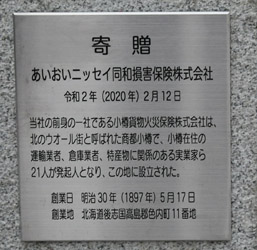 寄贈
あいおいニッセイ同和損害保険株式会社
令和2年（2020年）2月12日
当社の前身の一社である小樽貨物火災保険株式会社は、
北のウオール街と呼ばれた商都小樽で、小樽在住の
運輸業者、倉庫業者、特産物に関係のある実業家ら
21人が発起人となり、この地に設立された。
創業日　明治30年（1897年）5月17日
創業地　北海道後志国高島郡色内町11番地